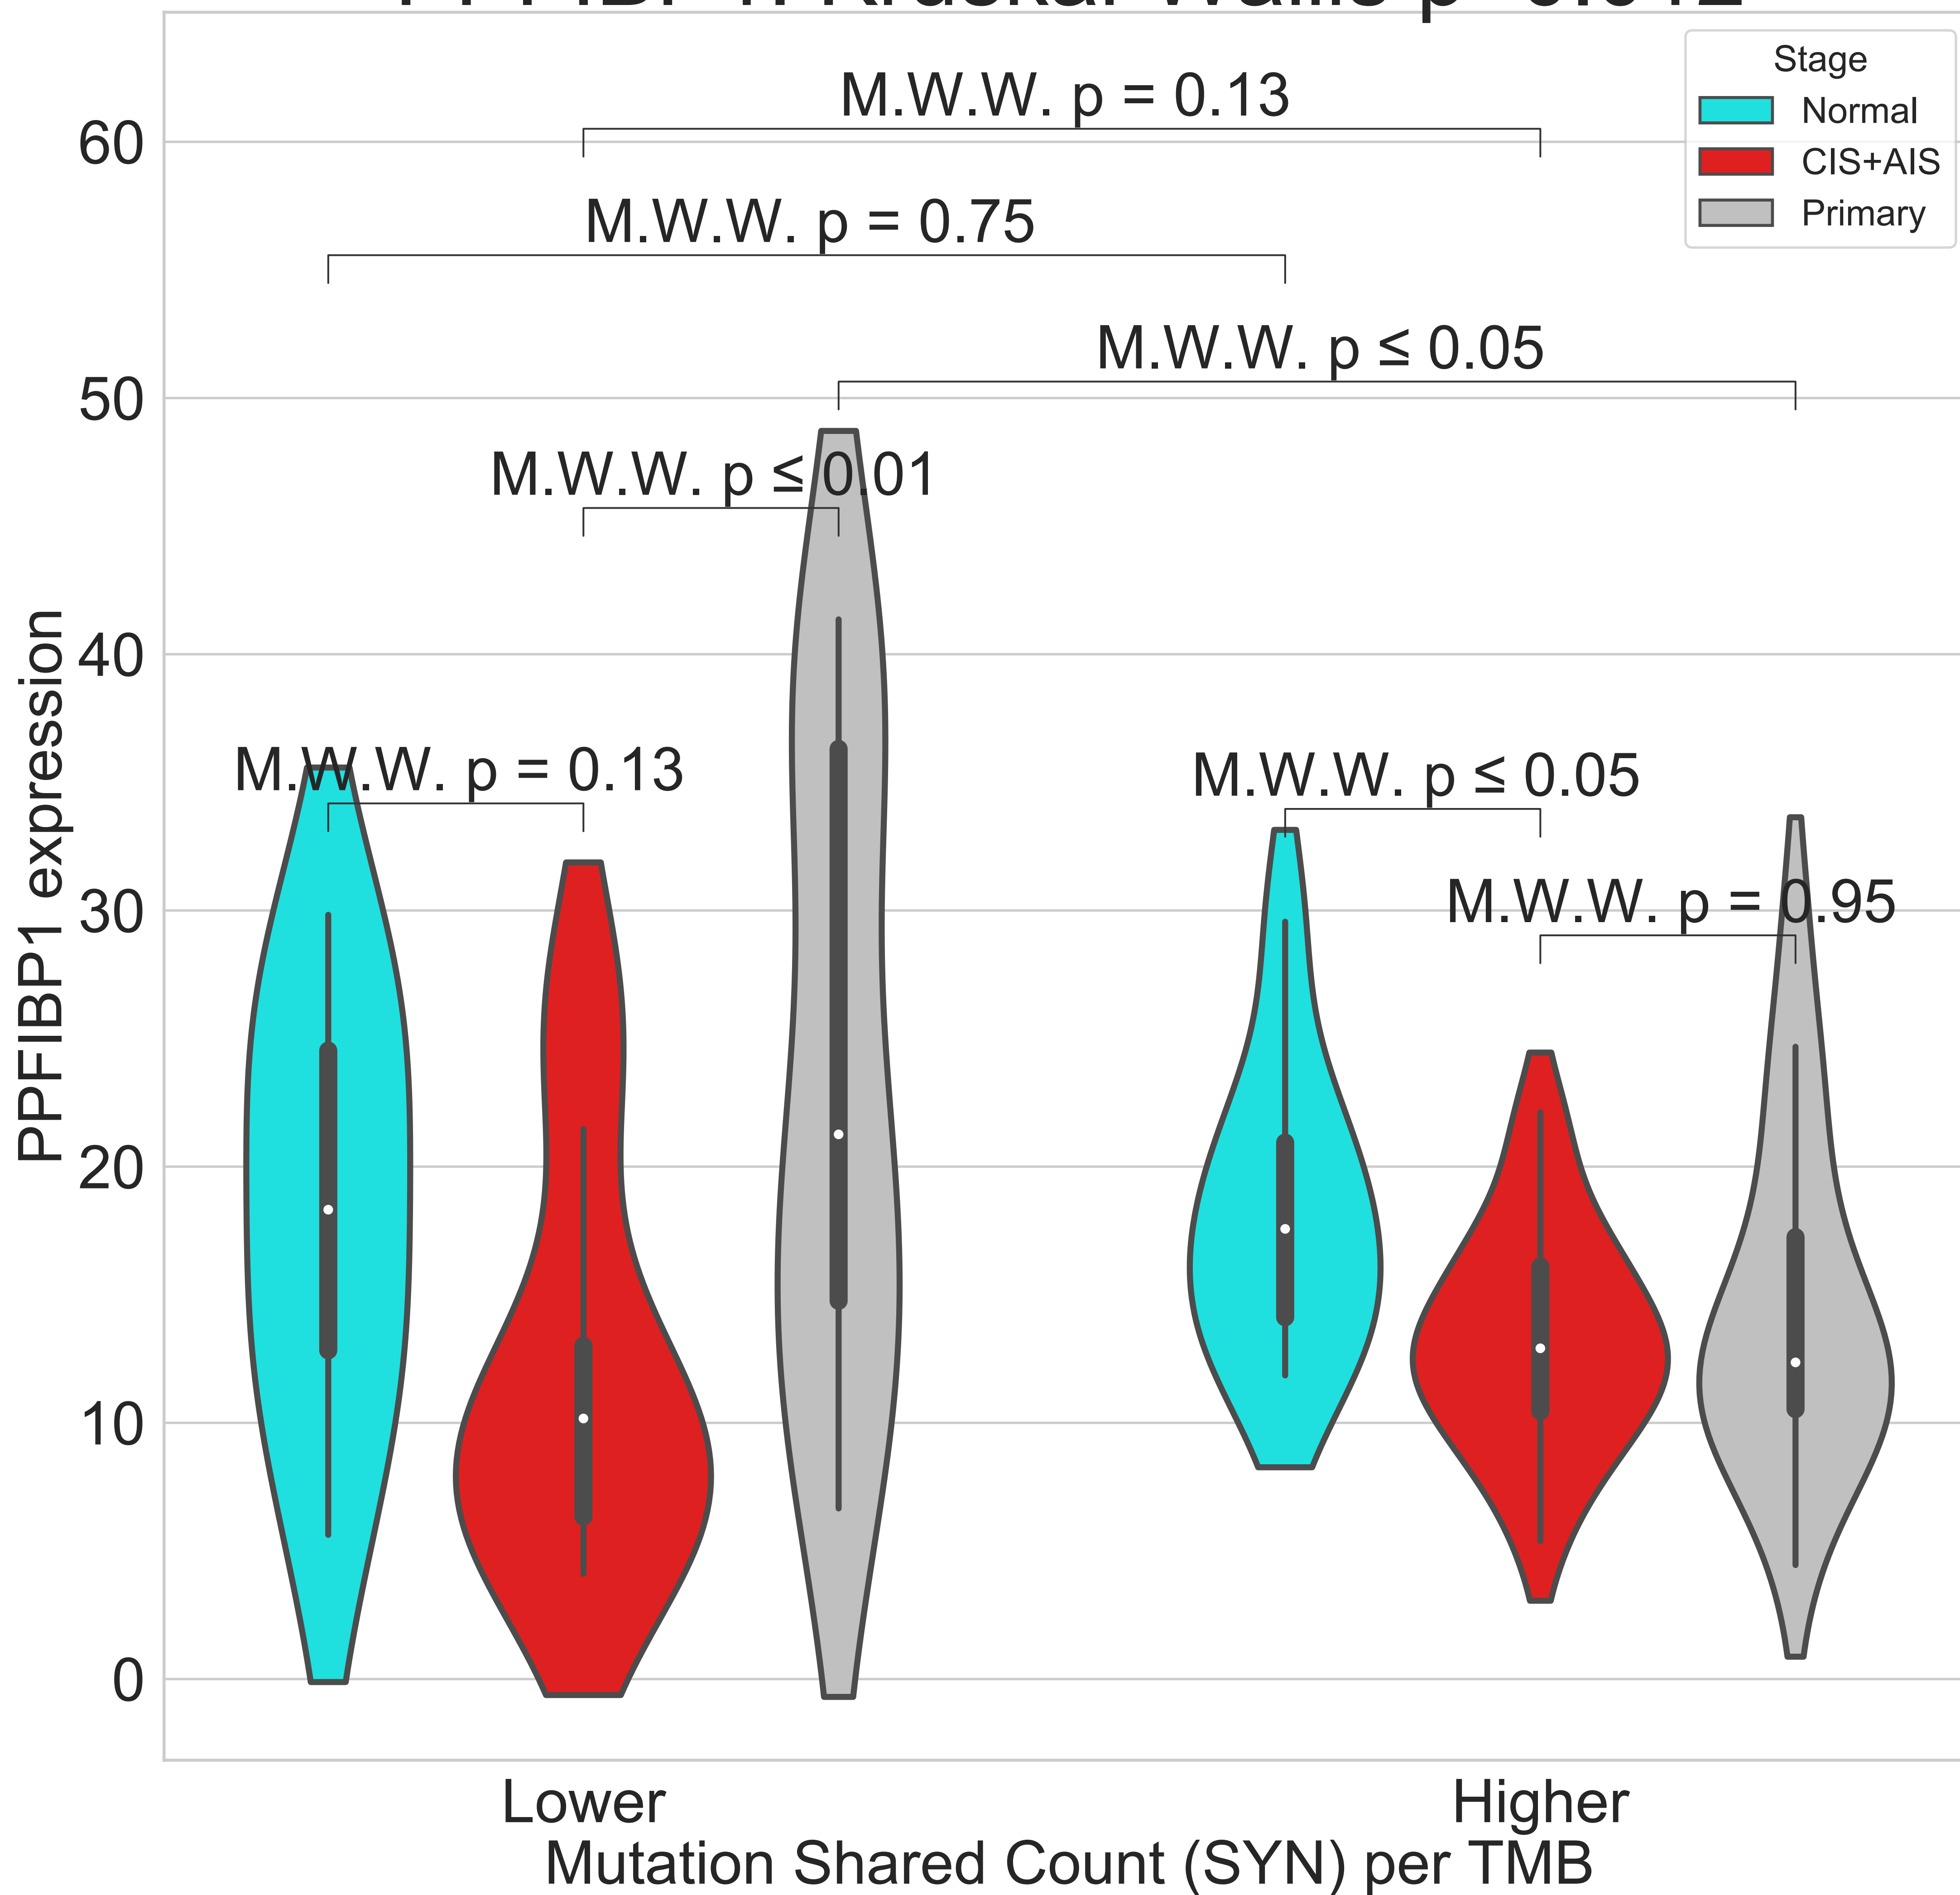 Stage
Normal
CIS+AIS
Primary
M.W.W. p = 0.13
M.W.W. p = 0.75
M.W.W. p ≤ 0.05
M.W.W. p ≤ 0.01
M.W.W. p = 0.13
M.W.W. p ≤ 0.05
M.W.W. p = 0.95
60
50
40
30
20
10
0
PPFIBP1 expression
Lower
Higher
Mutation Shared Count (SYN) per TMB